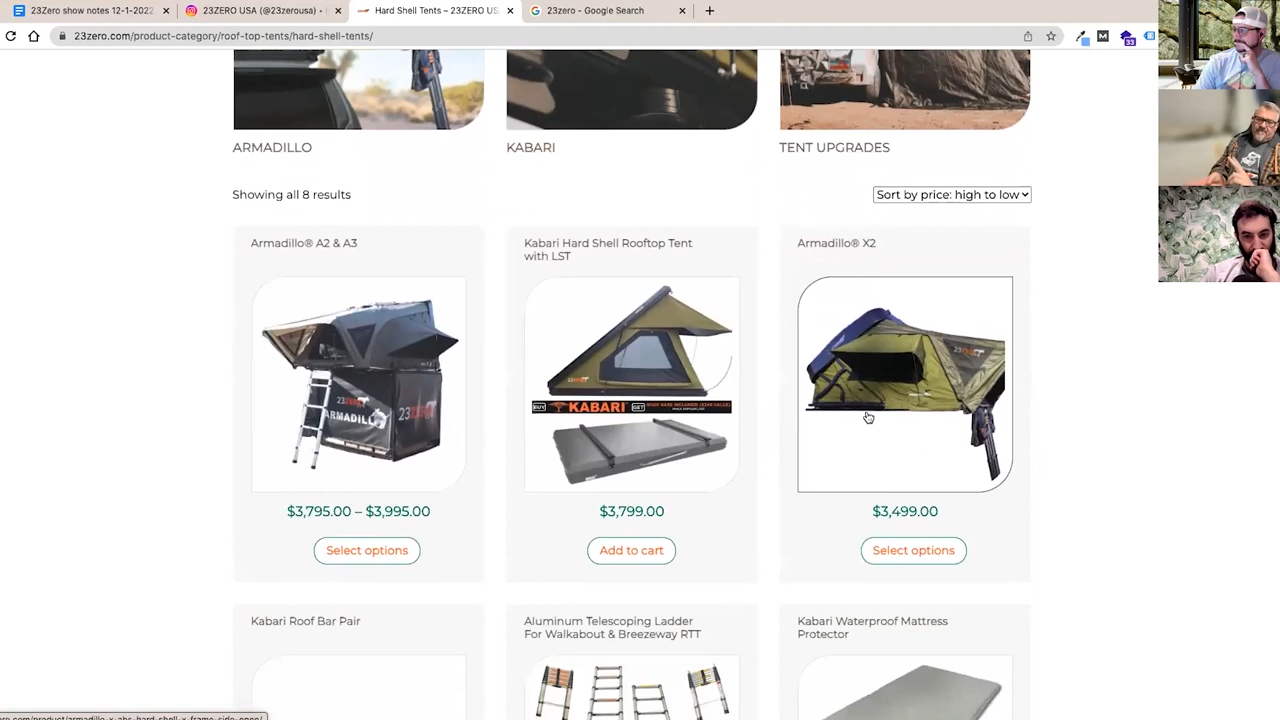 23Zero show notes 12-1-2022
23ZERO USA (@23zerousa) •
Hard Shell Tents – 23ZERO US
23zero - Google Search
23zero.com/product-category/roof-top-tents/hard-shell-tents/
ARMADILLO
KABARI
TENT UPGRADES
Showing all 8 results
Sort by price: high to low
Armadillo® A2 & A3
Kabari Hard Shell Rooftop Tent
with LST
Armadillo® X2
23ZERO
ARMADILLO
BUY
KABARI
GET
$3,795.00 – $3,995.00
$3,799.00
$3,499.00
Select options
Add to cart
Select options
Kabari Roof Bar Pair
Aluminum Telescoping Ladder
For Walkabout & Breezeway RTT
Kabari Waterproof Mattress
Protector